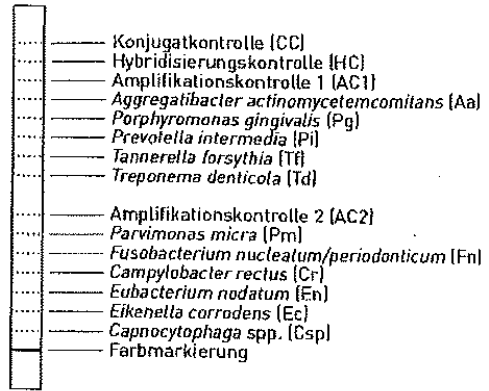 Konjugatkontrolle (CC)
Hybridisierungskontrolle (HC)
Amplifikationskontrolle 1 (AC1)
Aggregatibacter actinomycetemcomitans (Aa)
Porphyromonas gingivalis (Pg)
Prevotella intermedia (Pi)
Tannerella forsythia (Tf)
Treponema denticola (Td)
Amplifikationskontrolle 2 (AC2)
Parvimonas micra (Pm)
Fusobacterium nucleatum/periodonticum (Fn)
Campylobacter rectus (Cr)
Eubacterium nodatum (En)
Eikenella corrodens (Ec)
Capnocytophaga spp. (Csp)
Farbmarkierung